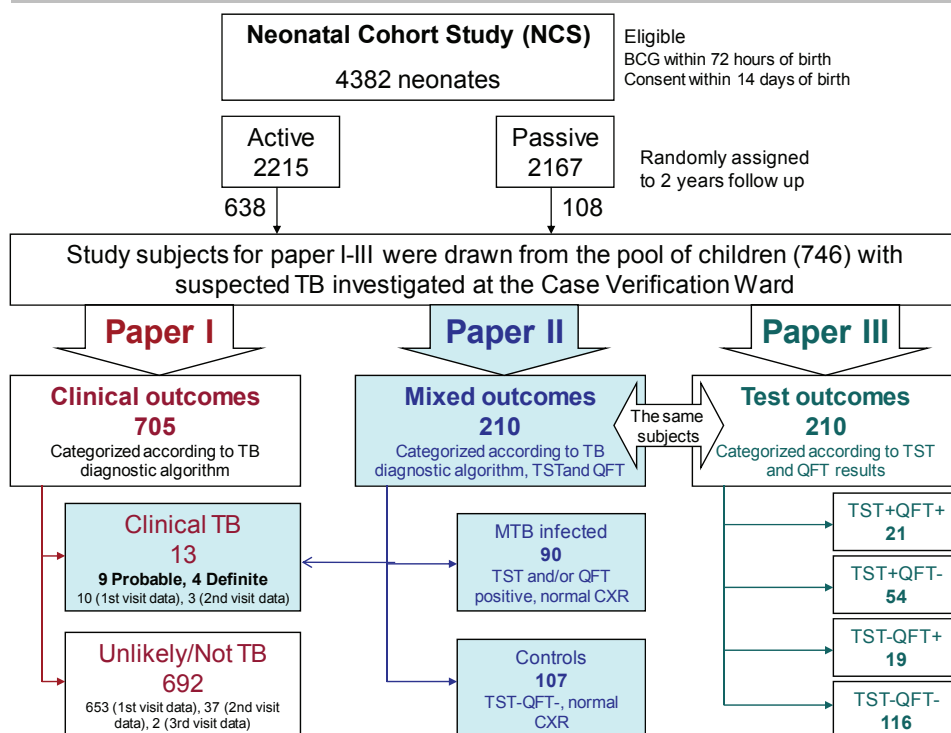 Neonatal Cohort Study (NCS)
4382 neonates
Eligible
BCG within 72 hours of birth
Consent within 14 days of birth
Active
2215
Passive
2167
Randomly assigned
to 2 years follow up
638
108
Study subjects for paper I-III were drawn from the pool of children (746) with
suspected TB investigated at the Case Verification Ward
Paper I
Paper II
Paper III
Clinical outcomes
705
Categorized according to TB
diagnostic algorithm
Mixed outcomes
210
Categorized according to TB
diagnostic algorithm, TSTand QFT
The same
subjects
Test outcomes
210
Categorized according to TST
and QFT results
Clinical TB
13
9 Probable, 4 Definite
10 (1st visit data), 3 (2nd visit data)
Unlikely/Not TB
692
653 (1st visit data), 37 (2nd visit
data), 2 (3rd visit data)
MTB infected
90
TST and/or QFT
positive, normal CXR
Controls
107
TST-QFT-, normal
CXR
TST+QFT+
21
TST+QFT-
54
TST-QFT+
19
TST-QFT-
116